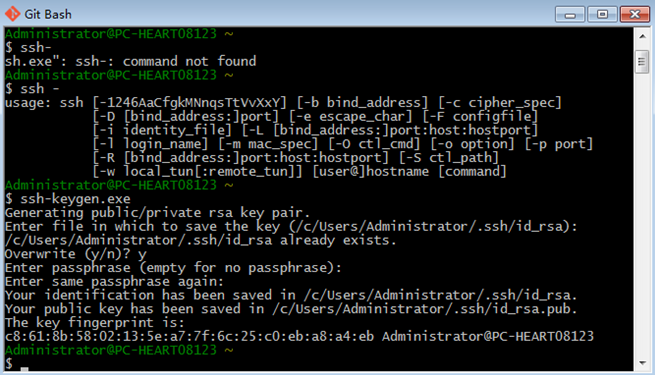 Git Bash
Administrator@PC-HEART08123 ~
$ ssh-
sh.exe": ssh-: command not found
Administrator@PC-HEART08123 ~
$ ssh -
usage: ssh [-1246AaCfgkMNnqsTtVvXxY] [-b bind_address] [-c cipher_spec]
[-D [bind_address:]port] [-e escape_char] [-F configfile]
[-i identity_file] [-L [bind_address:]port:host:hostport]
[-l login_name] [-m mac_spec] [-O ctl_cmd] [-o option] [-p port]
[-R [bind_address:]port:host:hostport] [-S ctl_path]
[-w local_tun[:remote_tun]] [user@]hostname [command]
Administrator@PC-HEART08123 ~
$ ssh-keygen.exe
Generating public/private rsa key pair.
Enter file in which to save the key (/c/Users/Administrator/.ssh/id_rsa):
/c/Users/Administrator/.ssh/id_rsa already exists.
Overwrite (y/n)? y
Enter passphrase (empty for no passphrase):
Enter same passphrase again:
Your identification has been saved in /c/Users/Administrator/.ssh/id_rsa.
Your public key has been saved in /c/Users/Administrator/.ssh/id_rsa.pub.
The key fingerprint is:
c8:61:8b:58:02:13:5e:a7:7f:6c:25:c0:eb:a8:a4:eb Administrator@PC-HEART08123
Administrator@PC-HEART08123 ~
$